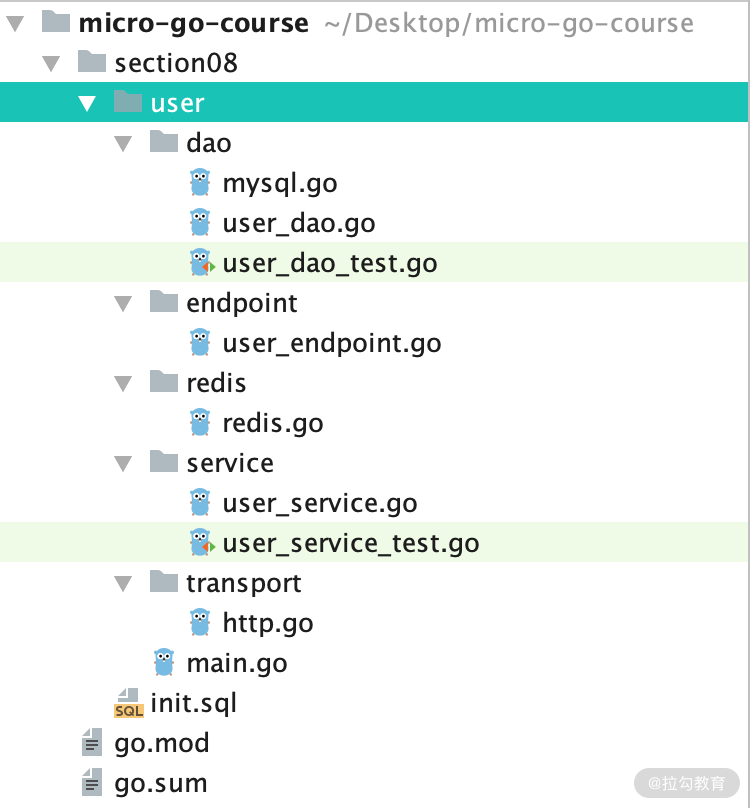 micro-go-course ~/Desktop/micro-go-course
section08
user
dao
mysql.go
user_dao.go
user_dao_test.go
endpoint
user_endpoint.go
redis
redis.go
service
user_service.go
user_service_test.go
transport
http.go
main.go
SQL init.sql
go.mod
go.sum
@拉勾教育